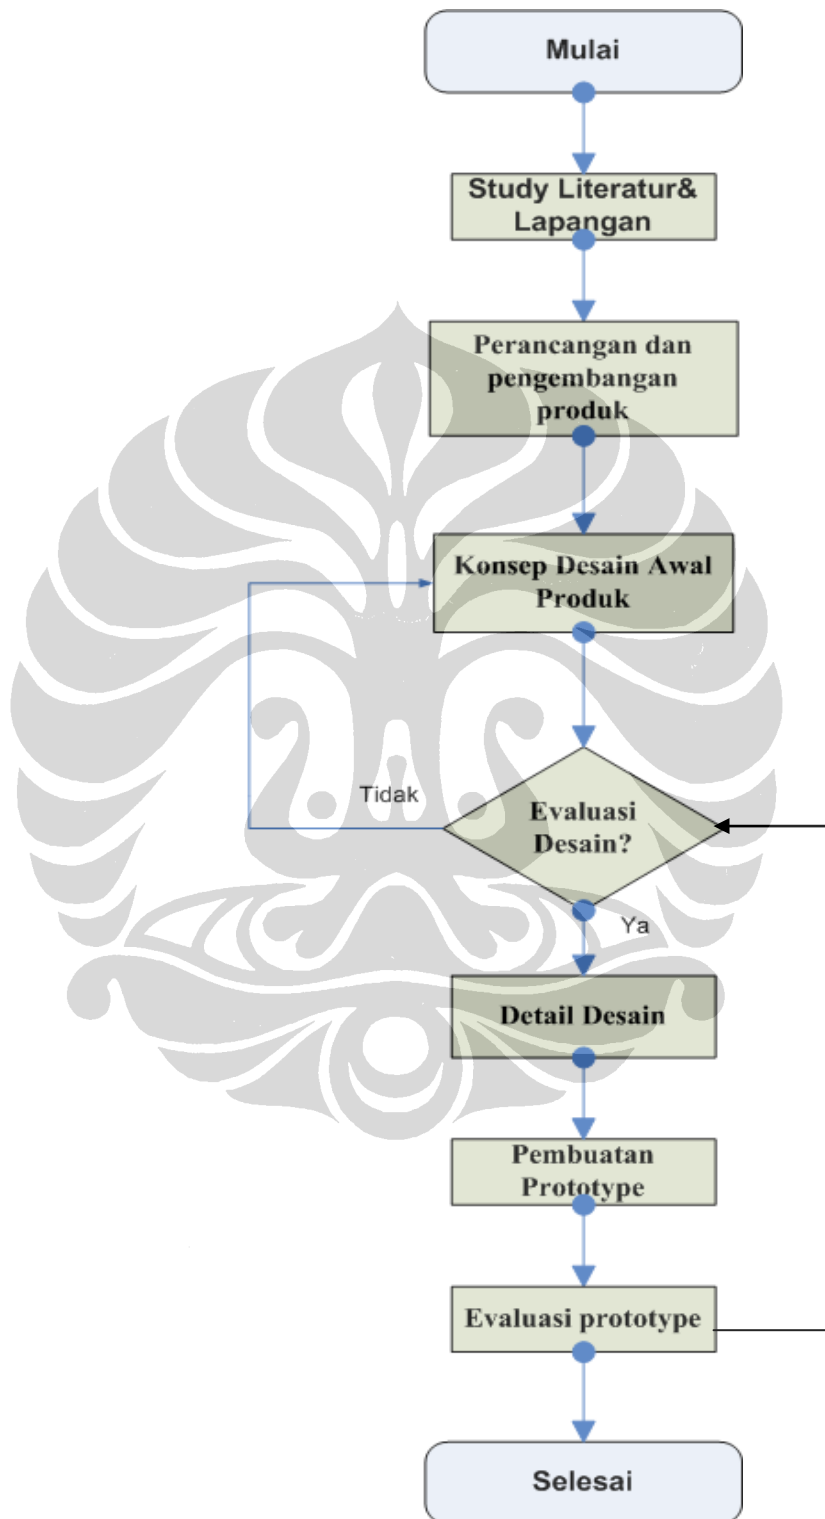 Mulai
Study Literatur&
Lapangan
Perancangan dan
pengembangan
produk
Konsep Desain Awal
Produk
Tidak
Evaluasi
Desain?
Ya
Detail Desain
Pembuatan
Prototype
Evaluasi prototype
Selesai